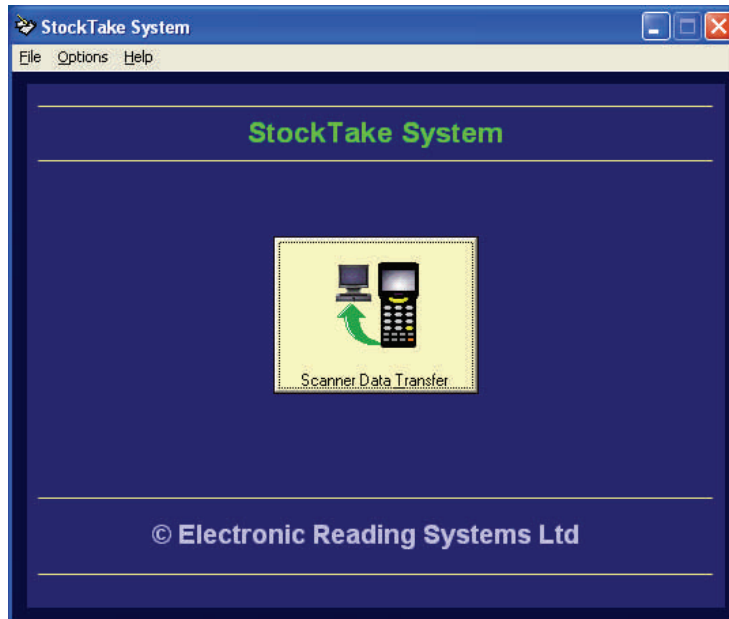 StockTake System
File Options Help
StockTake System
Scanner Data Transfer
© Electronic Reading Systems Ltd